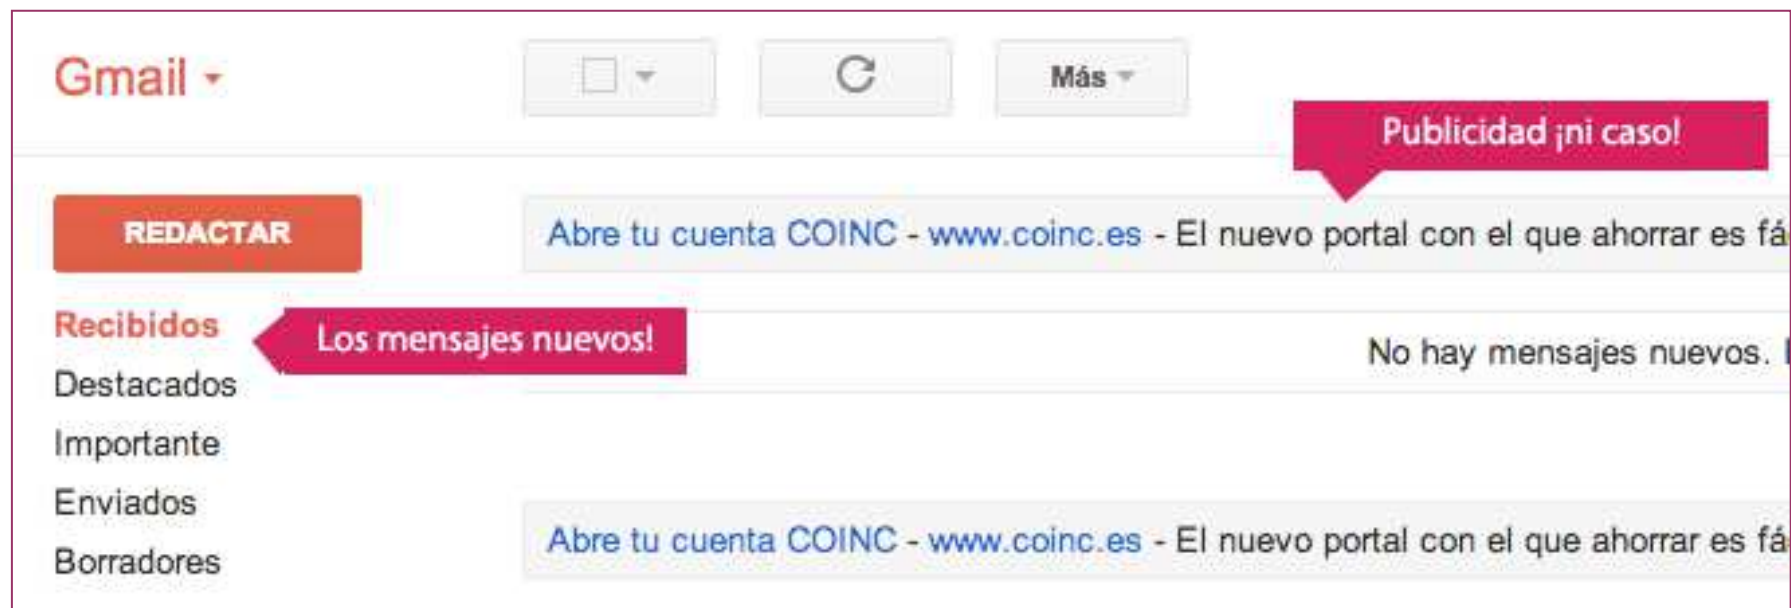 Gmail
Más
Publicidad ¡ni caso!
REDACTAR
Abre tu cuenta COINC - www.coinc.es - El nuevo portal con el que ahorrar es fá
Recibidos
Los mensajes nuevos!
No hay mensajes nuevos.
Destacados
Importante
Enviados
Abre tu cuenta COINC - www.coinc.es - El nuevo portal con el que ahorrar es fá
Borradores